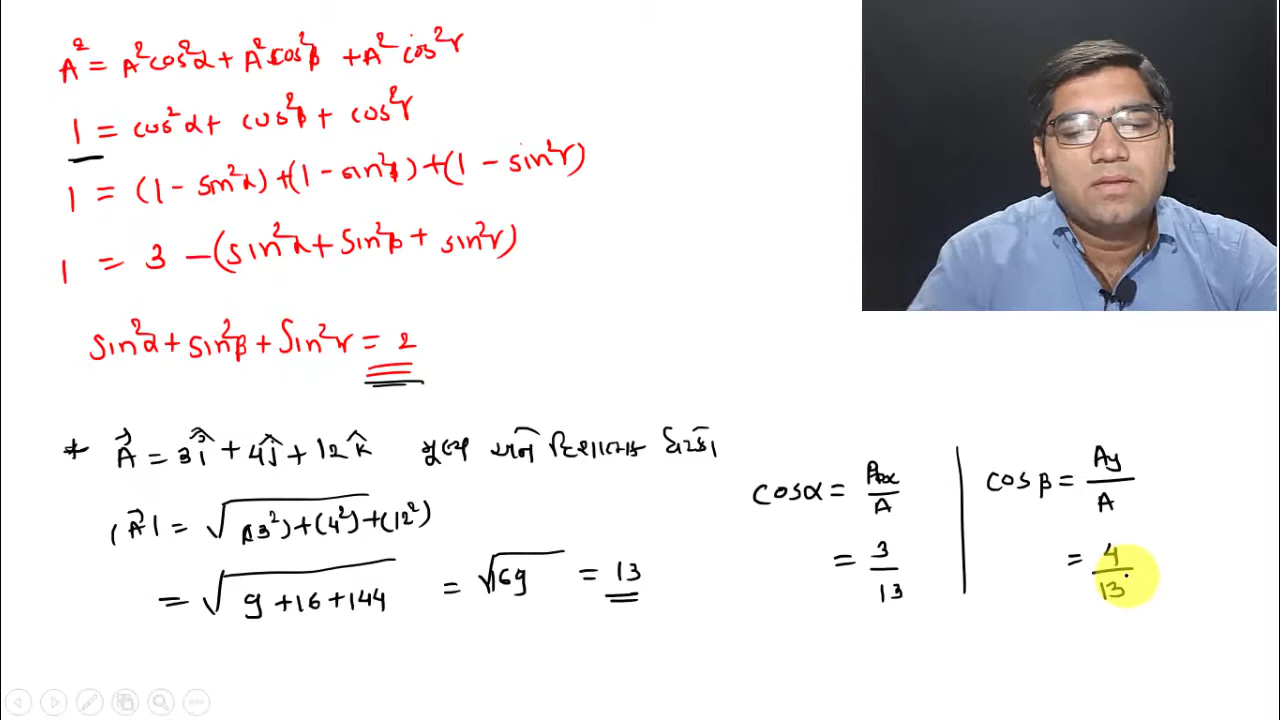 A² = A²cos²α + A²cos²β + A² cos²γ
1 = cos²α + cos²β + cos²γ
1 = (1 - sin²α) + (1 - sin²β) + (1 - sin²γ)
1 = 3 - (sin²α + sin²β + sin²γ)
sin²α + sin²β + sin²γ = 2
* A⃗ = 3î + 4ĵ + 12k̂ મૂલ્ય અને દિશાત્મક
|A⃗| = √(3²) + (4²) + (12²)
= √9 + 16 + 144 = √169 = 13
cosα = Ax/A
= 3/13
cosβ = Ay/A
= 4/13